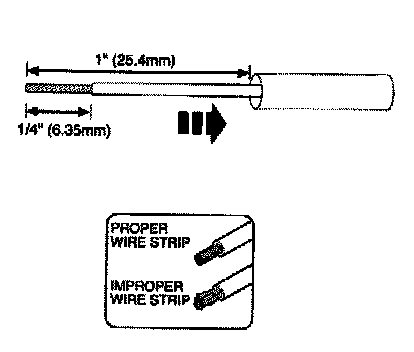 1" (25.4mm)
1/4" (6.35mm)
PROPER
WIRE STRIP
IMPROPER
WIRE STRIP